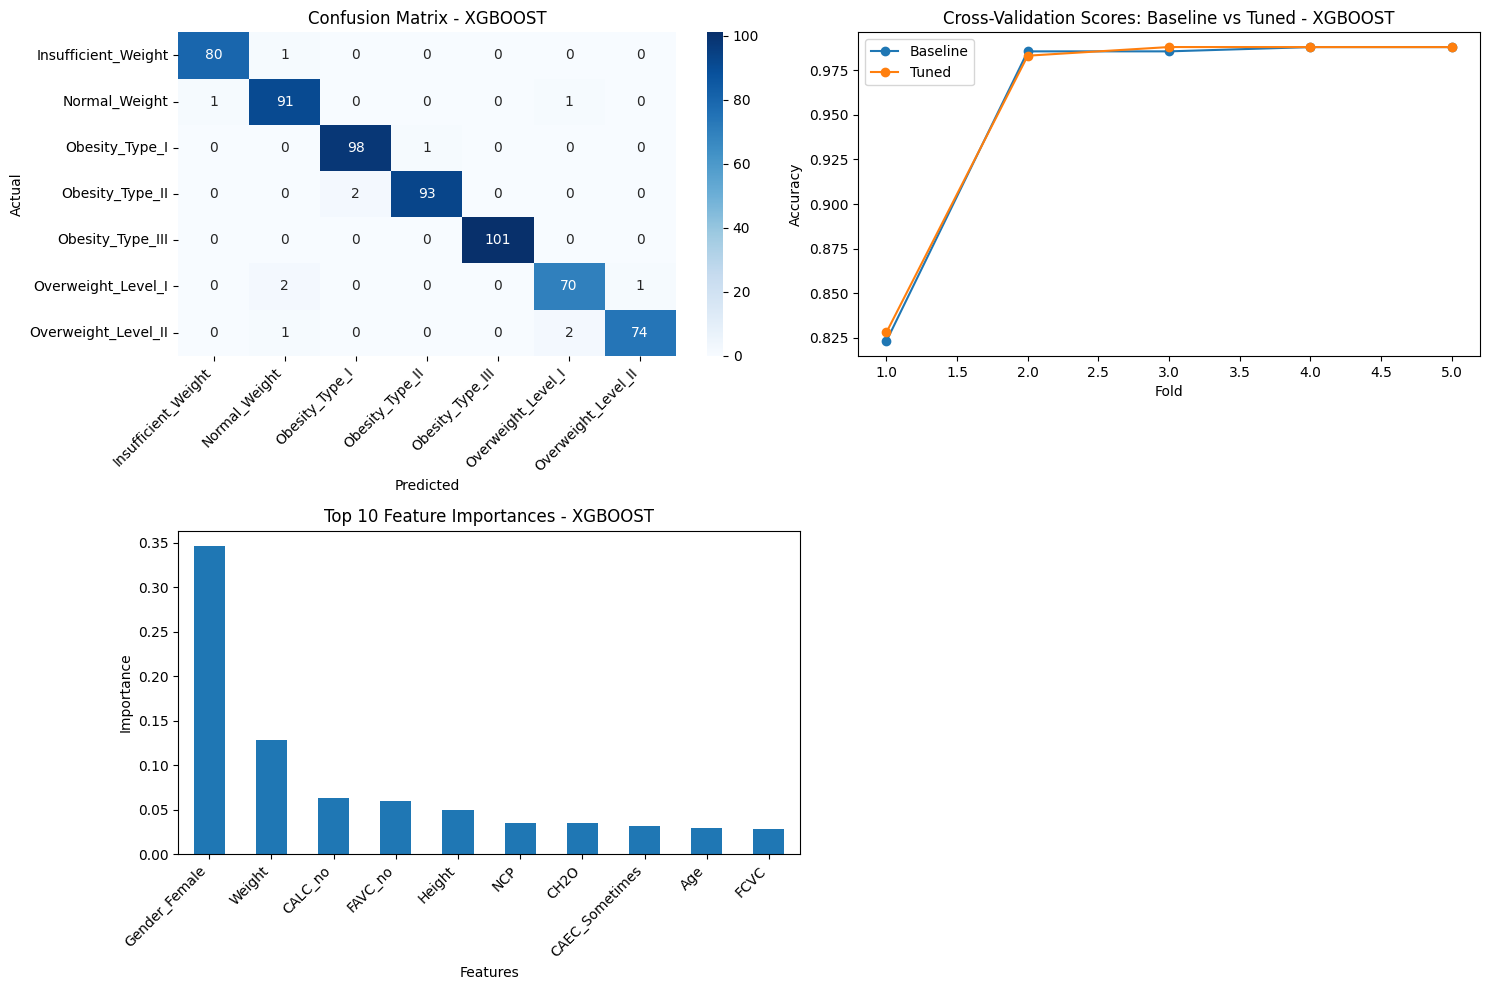 Confusion Matrix - XGBOOST
Actual
Insufficient_Weight 80 1 0 0 0 0 0
Normal_Weight 1 91 0 0 0 1 0
Obesity_Type_I 0 0 98 1 0 0 0
Obesity_Type_II 0 0 2 93 0 0 0
Obesity_Type_III 0 0 0 0 101 0 0
Overweight_Level_I 0 2 0 0 0 70 1
Overweight_Level_II 0 1 0 0 0 2 74
Insufficient_Weight
Normal_Weight
Obesity_Type_I
Obesity_Type_II
Obesity_Type_III
Overweight_Level_I
Overweight_Level_II
Predicted
100
80
60
40
20
0
Cross-Validation Scores: Baseline vs Tuned - XGBOOST
Baseline
Tuned
Accuracy
0.975
0.950
0.925
0.900
0.875
0.850
0.825
1.0 1.5 2.0 2.5 3.0 3.5 4.0 4.5 5.0
Fold
Top 10 Feature Importances - XGBOOST
Importance
0.35
0.30
0.25
0.20
0.15
0.10
0.05
0.00
Gender_Female
Weight
CALC_no
FAVC_no
Height
NCP
CH2O
CAEC_Sometimes
Age
FCVC
Features